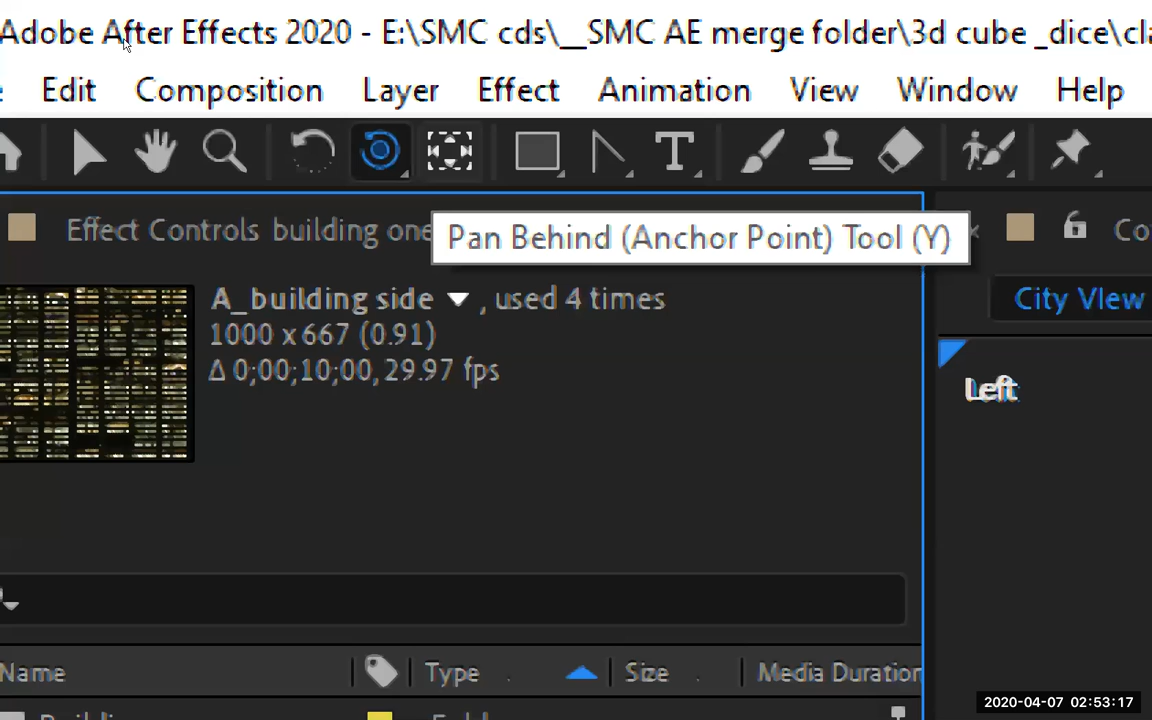 Adobe After Effects 2020 - E:\SMC cds\__SMC AE merge folder\3d cube _dice\cla
Edit Composition Layer Effect Animation View Window Help
T
Effect Controls building one
Pan Behind (Anchor Point) Tool (Y)
Co
A_building side , used 4 times
City VIew
1000 x 667 (0.91)
Δ 0;00;10;00, 29.97 fps
Left
Name Type Size Media Duration
2020-04-07 02:53:17